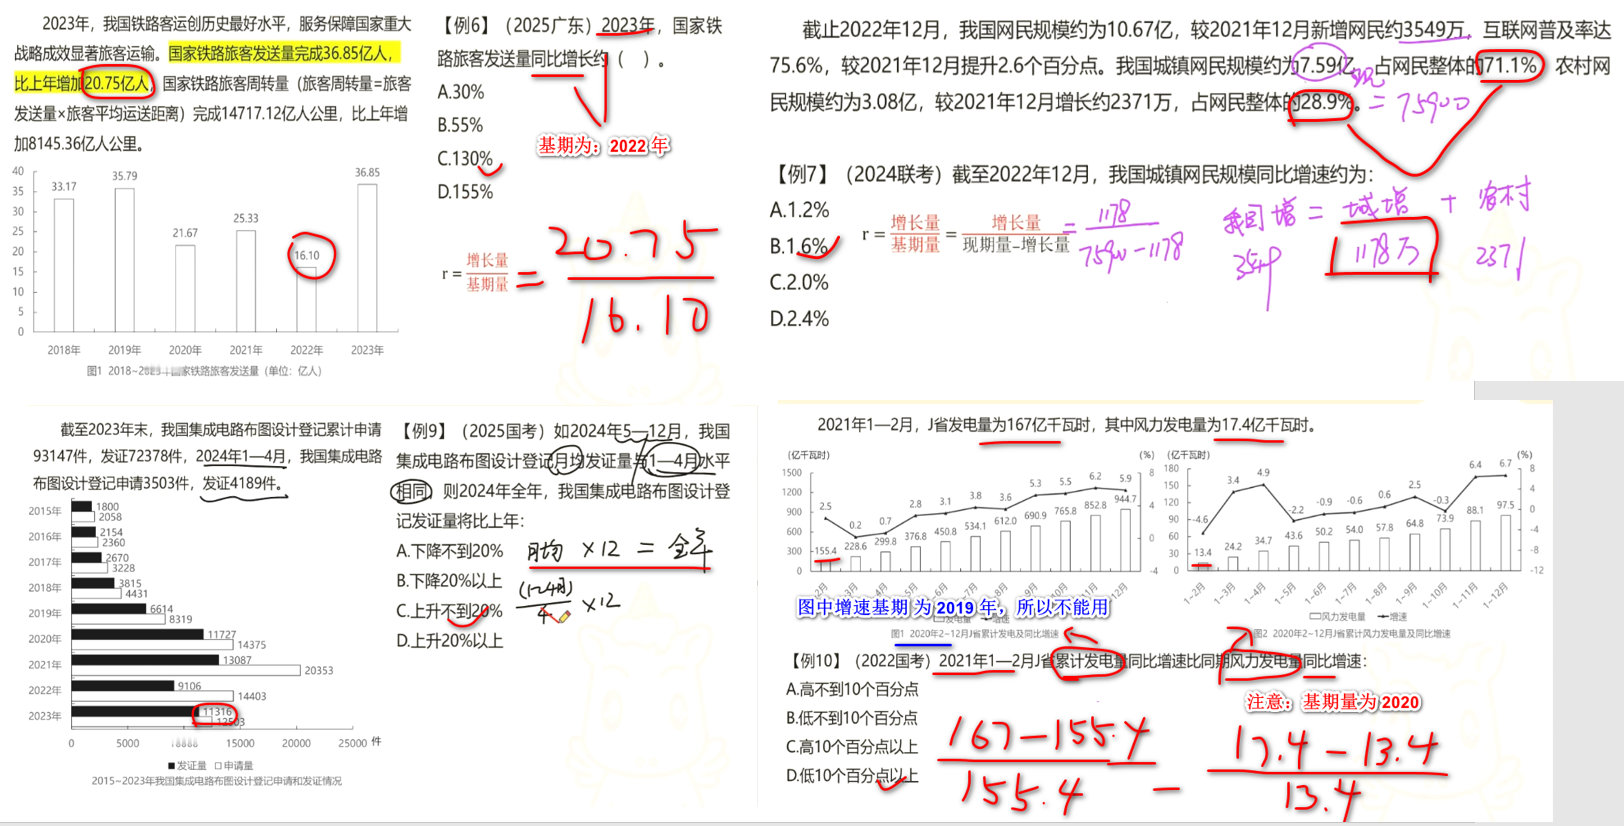 2023年，我国铁路客运创历史最好水平，服务保障国家重大
战略成效显著旅客运输。国家铁路旅客发送量完成36.85亿人，
比上年增加20.75亿人，国家铁路旅客周转量（旅客周转量=旅客
发送量×旅客平均运送距离）完成14717.12亿人公里，比上年增
加8145.36亿人公里。
40
35
30
25
20
15
10
5
0
33.17
35.79
21.67
25.33
16.10
36.85
2018年 2019年 2020年 2021年 2022年 2023年
图1 2018~2023年国家铁路旅客发送量（单位：亿人）
【例6】（2025广东）2023年，国家铁
路旅客发送量同比增长约（ ）。
A.30%
B.55%
C.130%
D.155%
基期为：2022 年
r = 增长量/基期量 = 20.75/16.10
截止2022年12月，我国网民规模约为10.67亿，较2021年12月新增网民约3549万，互联网普及率达
75.6%，较2021年12月提升2.6个百分点。我国城镇网民规模约为7.59亿，占网民整体的71.1%，农村网
民规模约为3.08亿，较2021年12月增长约2371万，占网民整体的28.9%。
= 75900
【例7】（2024联考）截至2022年12月，我国城镇网民规模同比增速约为：
A.1.2%
B.1.6%
C.2.0%
D.2.4%
r = 增长量/基期量 = 增长量/现期量−增长量 = 1178/75900−1178
我国增 = 城增 + 农村
3549 1178万 2371
截至2023年末，我国集成电路布图设计登记累计申请
93147件，发证72378件，2024年1—4月，我国集成电路
布图设计登记申请3503件，发证4189件。
2015年 1800 2058
2016年 2154 2360
2017年 2670 3228
2018年 3815 4431
2019年 6614 8319
2020年 11727 14375
2021年 13087 20353
2022年 9106 14403
2023年 11316 12503
0 5000 15000 20000 25000 件
■发证量 □申请量
2015~2023年我国集成电路布图设计登记申请和发证情况
【例9】（2025国考）如2024年5—12月，我国
集成电路布图设计登记月均发证量与1—4月水平
相同，则2024年全年，我国集成电路布图设计登
记发证量将比上年：
A.下降不到20%
B.下降20%以上
C.上升不到20%
D.上升20%以上
月均 ×12 = 全年
(1-4月)/4 ×12
2021年1—2月，J省发电量为167亿千瓦时，其中风力发电量为17.4亿千瓦时。
(亿千瓦时) (%)
1500
1200
900
600
300
0
8
4
0
-4
2.5 0.2 0.7 2.8 3.1 3.8 3.6 5.3 5.5 6.2 5.9
155.4 228.6 299.8 376.8 450.8 534.1 612.0 690.9 765.8 852.8 944.7
1~3月 1~4月 1~5月 1~6月 1~7月 1~8月 1~9月 1~10月 1~11月 1~12月
图中增速基期 为 2019 年，所以不能用
图1 2020年2~12月J省累计发电及同比增速
(亿千瓦时) (%)
180
150
120
90
60
30
0
8
4
0
-4
-8
-12
-4.6 3.4 4.9 -2.2 -0.9 -0.6 0.6 2.5 -0.3 6.4 6.7
13.4 24.2 34.7 43.6 50.2 54.0 57.8 64.8 73.9 88.1 97.5
1~2月 1~3月 1~4月 1~5月 1~6月 1~7月 1~8月 1~9月 1~10月 1~11月 1~12月
□风力发电量 增速
图2 2020年2~12月J省累计风力发电量及同比增速
【例10】（2022国考）2021年1—2月J省累计发电量同比增速比同期风力发电量同比增速：
A.高不到10个百分点
B.低不到10个百分点
C.高10个百分点以上
D.低10个百分点以上
注意：基期量为 2020
167−155.4/155.4 − 17.4−13.4/13.4